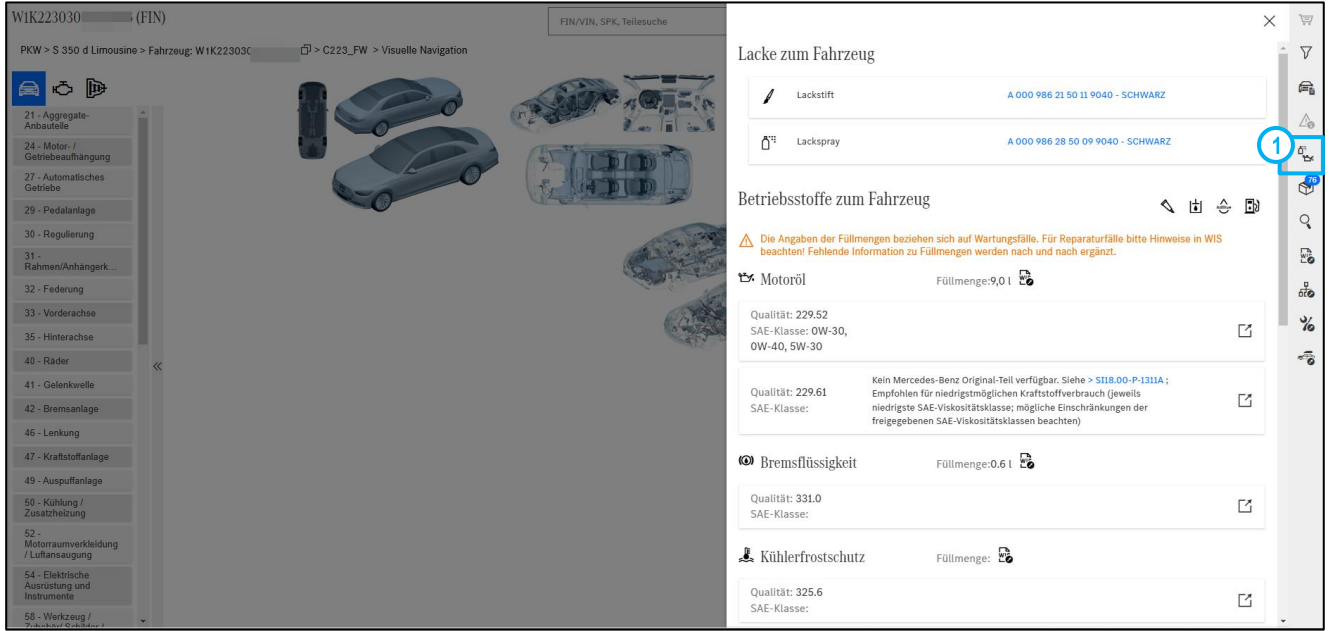 W1K223030 (FIN)
FIN/VIN, SPK, Teilesuche
PKW > S 350 d Limousine > Fahrzeug: W1K223030 > C223_FW > Visuelle Navigation
21 - Aggregate-
Anbauteile
24 - Motor- /
Getriebeaufhängung
27 - Automatisches
Getriebe
29 - Pedalanlage
30 - Regulierung
31 -
Rahmen/Anhängerk...
32 - Federung
33 - Vorderachse
35 - Hinterachse
40 - Räder
41 - Gelenkwelle
42 - Bremsanlage
46 - Lenkung
47 - Kraftstoffanlage
49 - Auspuffanlage
50 - Kühlung /
Zusatzheizung
52 -
Motorraumverkleidung
/ Luftansaugung
54 - Elektrische
Ausrüstung und
Instrumente
58 - Werkzeug /
Zubehör/ Schilder /
Lacke zum Fahrzeug
Lackstift A 000 986 21 50 11 9040 - SCHWARZ
Lackspray A 000 986 28 50 09 9040 - SCHWARZ
Betriebsstoffe zum Fahrzeug
Die Angaben der Füllmengen beziehen sich auf Wartungsfälle. Für Reparaturfälle bitte Hinweise in WIS
beachten! Fehlende Information zu Füllmengen werden nach und nach ergänzt.
Motoröl Füllmenge:9,0 l WIS
Qualität: 229.52
SAE-Klasse: 0W-30,
0W-40, 5W-30
Qualität: 229.61
SAE-Klasse:
Kein Mercedes-Benz Original-Teil verfügbar. Siehe > SI18.00-P-1311A ;
Empfohlen für niedrigstmöglichen Kraftstoffverbrauch (jeweils
niedrigste SAE-Viskositätsklasse; mögliche Einschränkungen der
freigegebenen SAE-Viskositätsklassen beachten)
Bremsflüssigkeit Füllmenge:0.6 l WIS
Qualität: 331.0
SAE-Klasse:
Kühlerfrostschutz Füllmenge: WIS
Qualität: 325.6
SAE-Klasse:
1
76
WIS